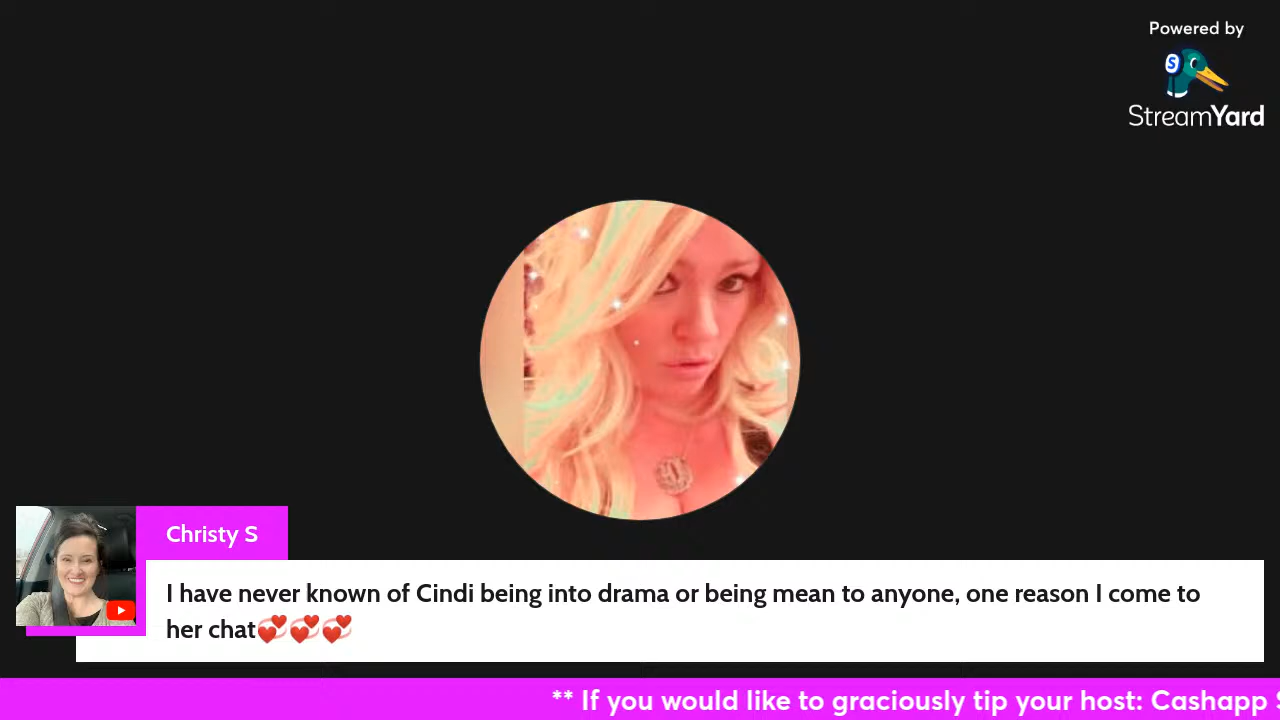 Powered by
S
StreamYard
Christy S
I have never known of Cindi being into drama or being mean to anyone, one reason I come to
her chat💞💞💞
** If you would like to graciously tip your host: Cashapp